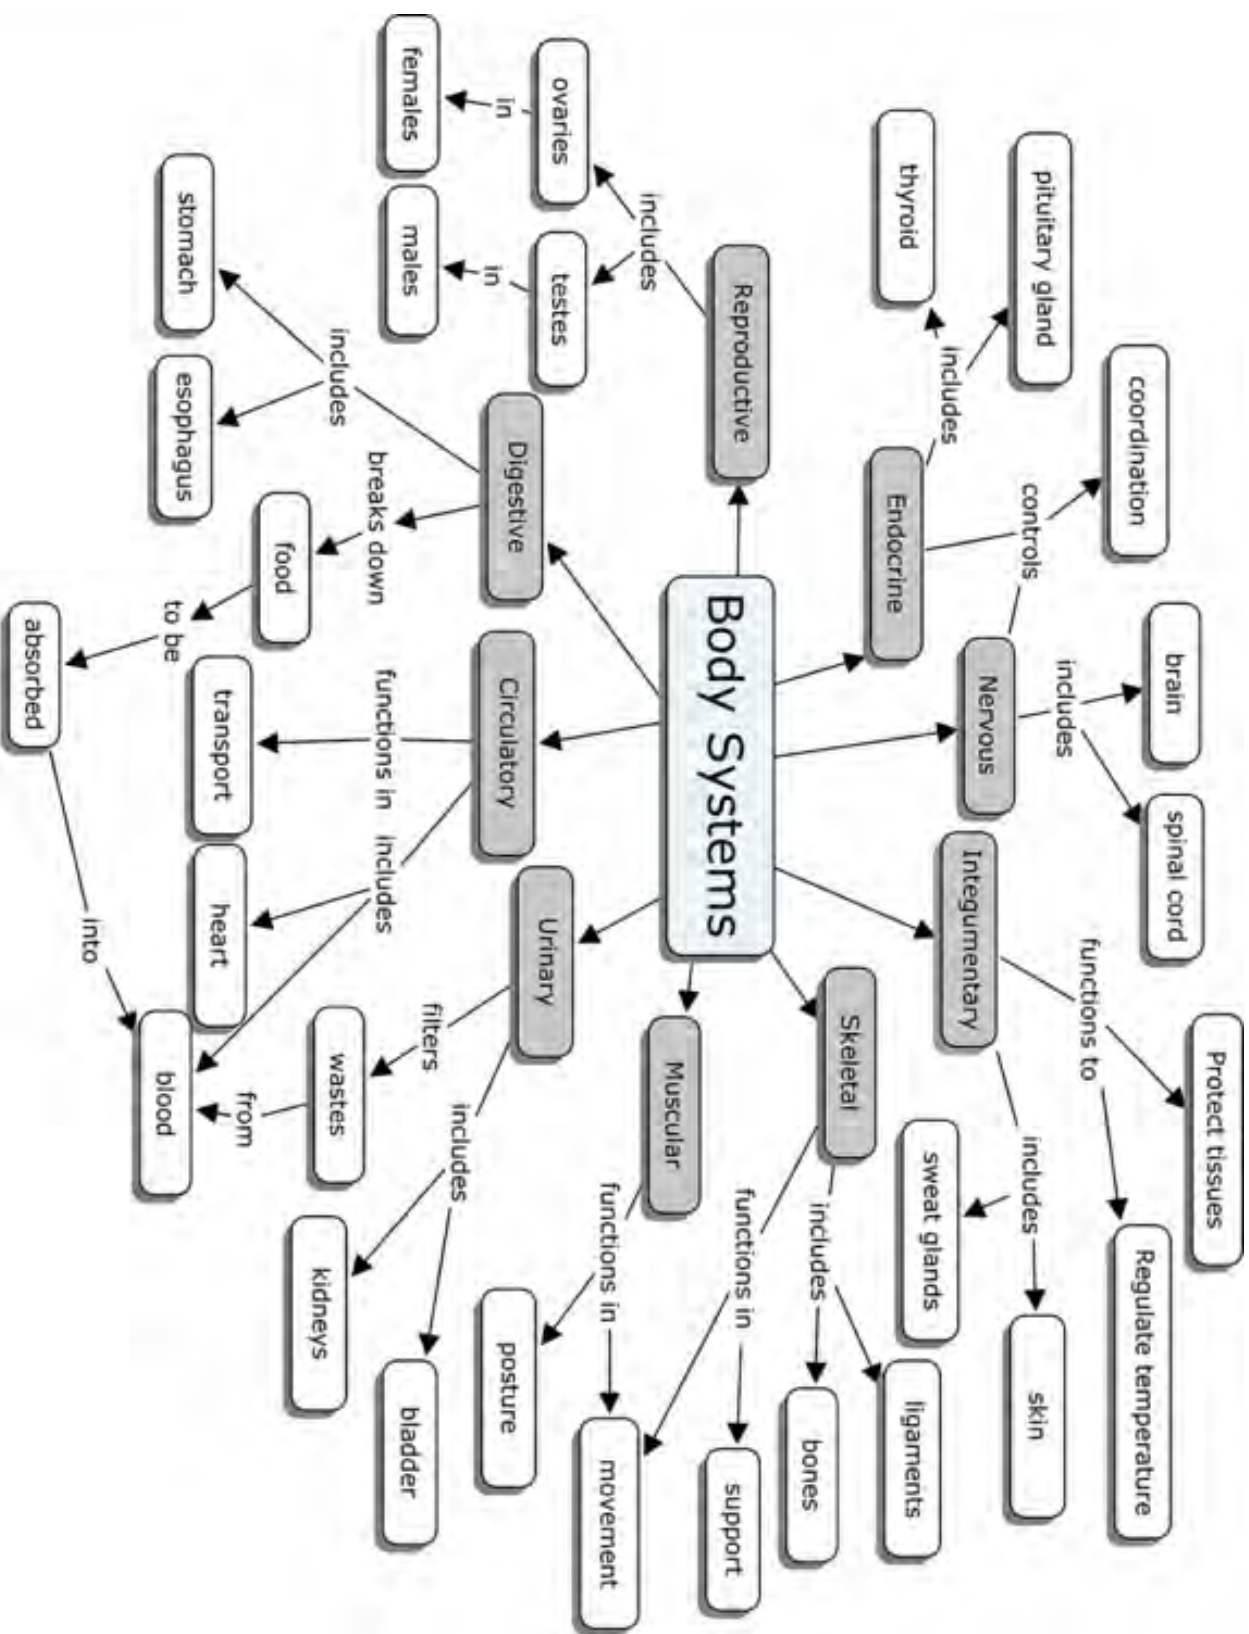 Protect tissues
Regulate temperature
brain
spinal cord
coordination
functions to
pituitary gland
includes
controls
includes
skin
Nervous
Integumentary
sweat glands
ligaments
thyroid
includes
Endocrine
Skeletal
includes
bones
Reproductive
Body Systems
functions in
support
includes
Muscular
functions in
movement
ovaries
testes
Digestive
Circulatory
Urinary
posture
in
in
females
males
breaks down
functions in
includes
filters
includes
bladder
includes
food
wastes
kidneys
stomach
esophagus
transport
heart
from
to be
blood
absorbed
into